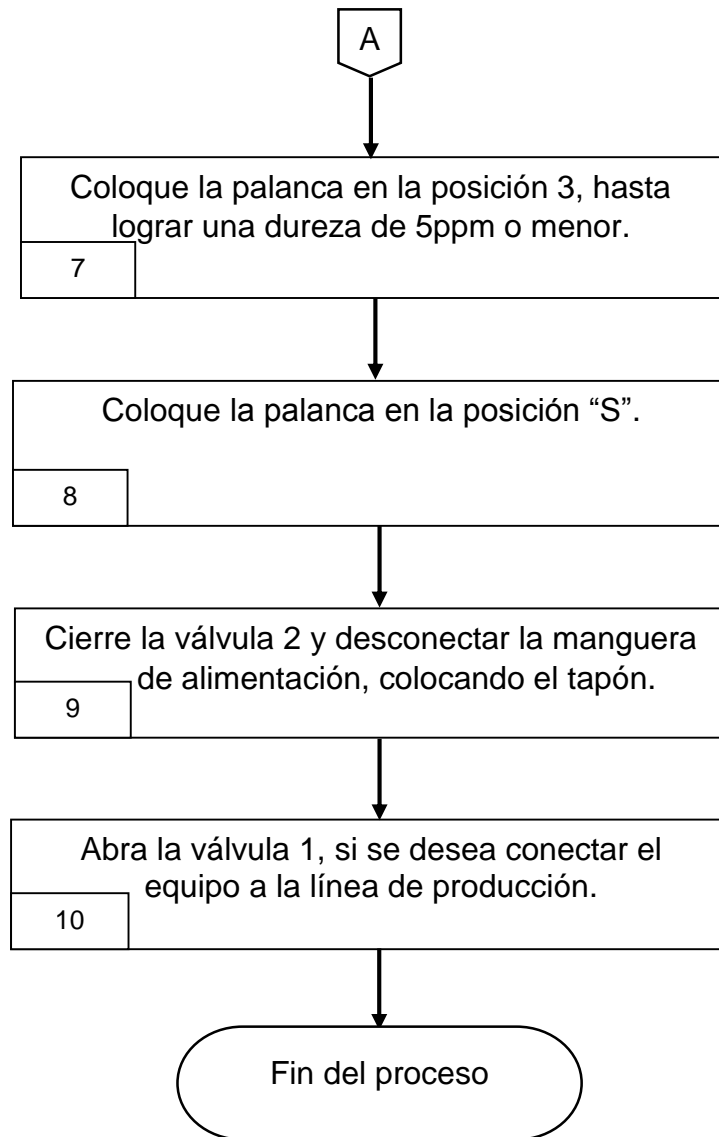 A
Coloque la palanca en la posición 3, hasta
lograr una dureza de 5ppm o menor.
7
Coloque la palanca en la posición “S”.
8
Cierre la válvula 2 y desconectar la manguera
de alimentación, colocando el tapón.
9
Abra la válvula 1, si se desea conectar el
equipo a la línea de producción.
10
Fin del proceso